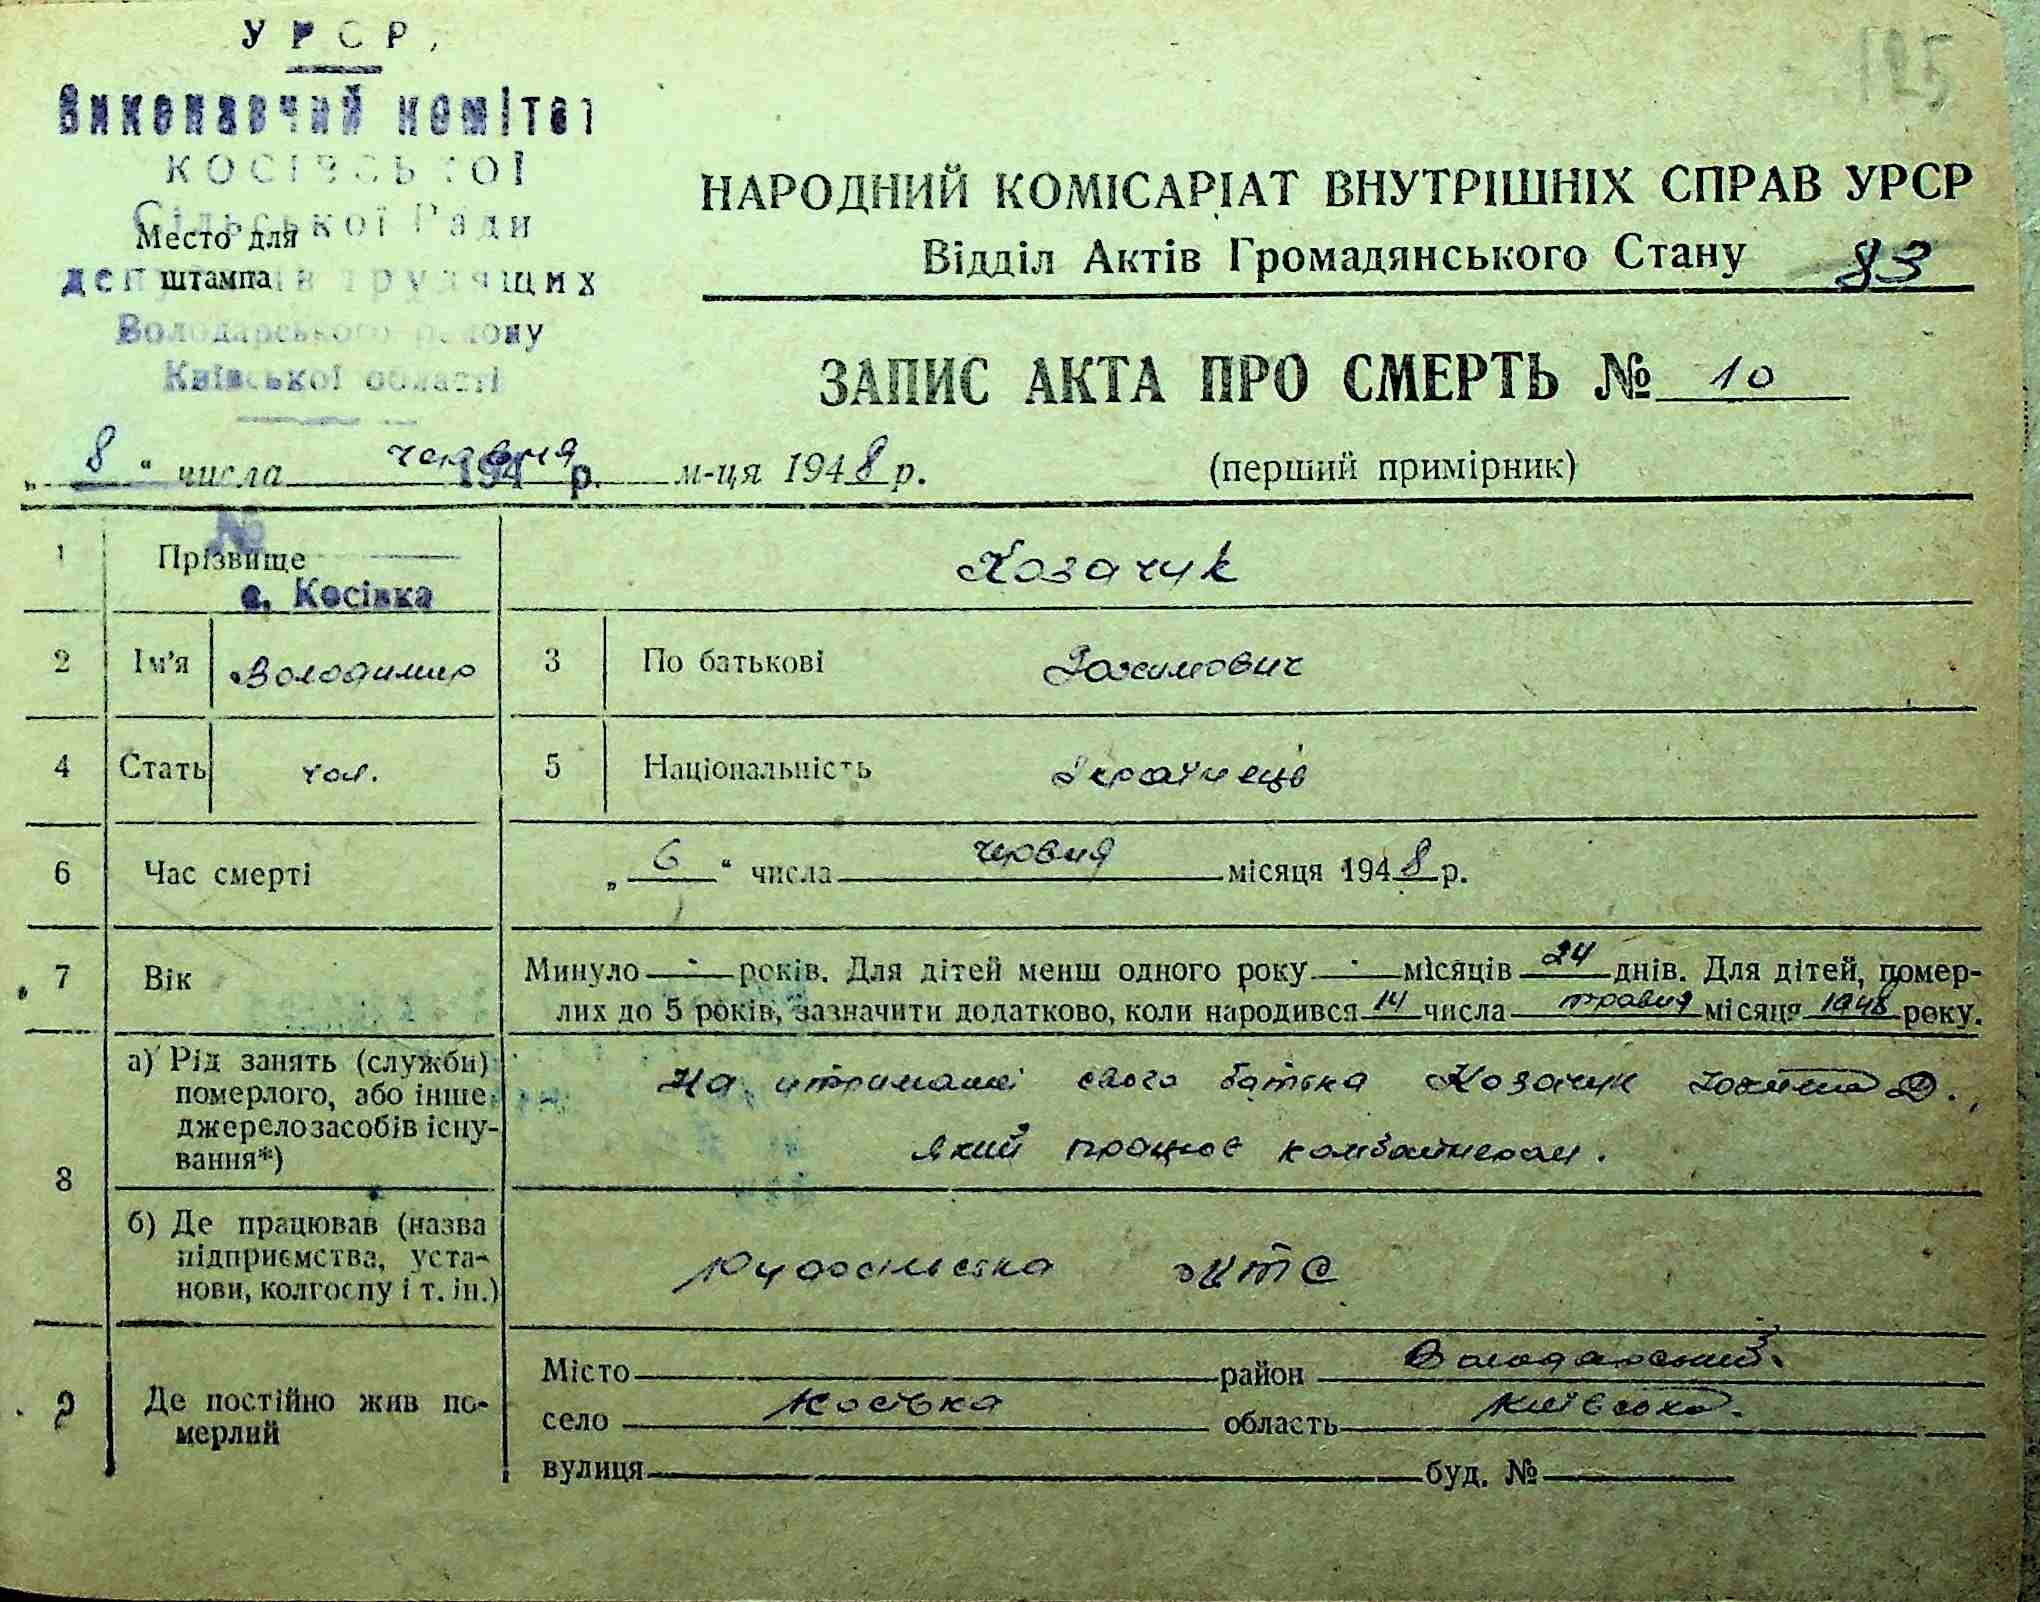 УРСР
Виконавчий комітет
Косівської
Сільської Ради
депутатів трудящих
Володарського району
Київської області
194 р.
№
с. Косівка
Место для
штампа
НАРОДНИЙ КОМІСАРІАТ ВНУТРІШНІХ СПРАВ УРСР
Відділ Актів Громадянського Стану 83
ЗАПИС АКТА ПРО СМЕРТЬ № 10
„ 8 “ числа червня м-ця 1948 р. (перший примірник)
1 Прізвище Козачук
2 Ім'я Володимир 3 По батькові
4 Стать чол. 5 Національність Українець
6 Час смерті „ 6 “ числа червня місяця 1948 р.
7 Вік Минуло - років. Для дітей менш одного року - місяців 24 днів. Для дітей, помер-
лих до 5 років, зазначити додатково, коли народився 14 числа травня місяця 1948 року.
8 а) Рід занять (служби)
померлого, або інше
джерело засобів існу-
вання*)
На утриманні свого батька Козачук
який працює комбайнером.
б) Де працював (назва
підприємства, уста-
нови, колгоспу і т. ін.)
Рудосільська МТС
9 Де постійно жив по-
мерлий
Місто район Володарський
село Косівка область Київська.
вулиця буд. №